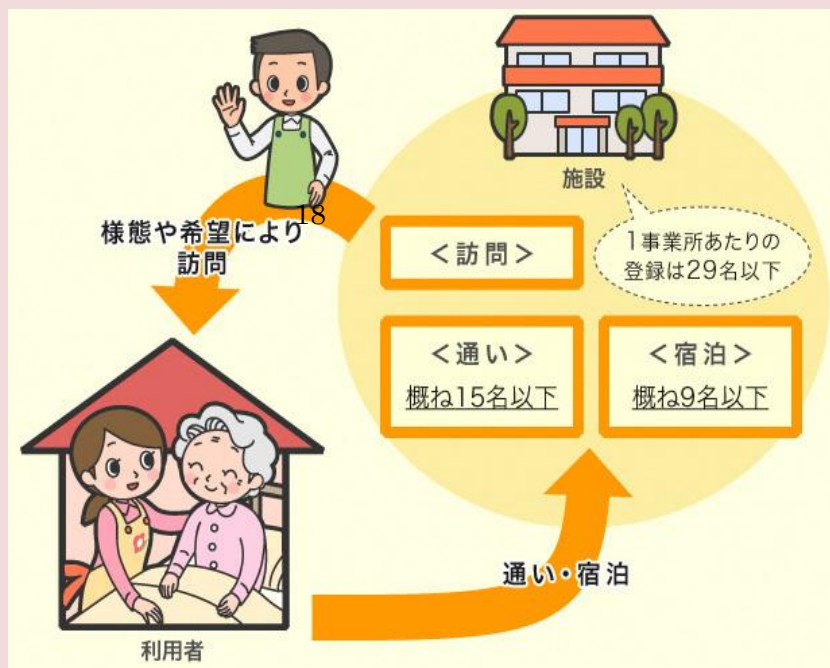 施設
18
様態や希望により
訪問
＜訪問＞
1事業所あたりの
登録は29名以下
＜通い＞
概ね15名以下
＜宿泊＞
概ね9名以下
通い・宿泊
利用者